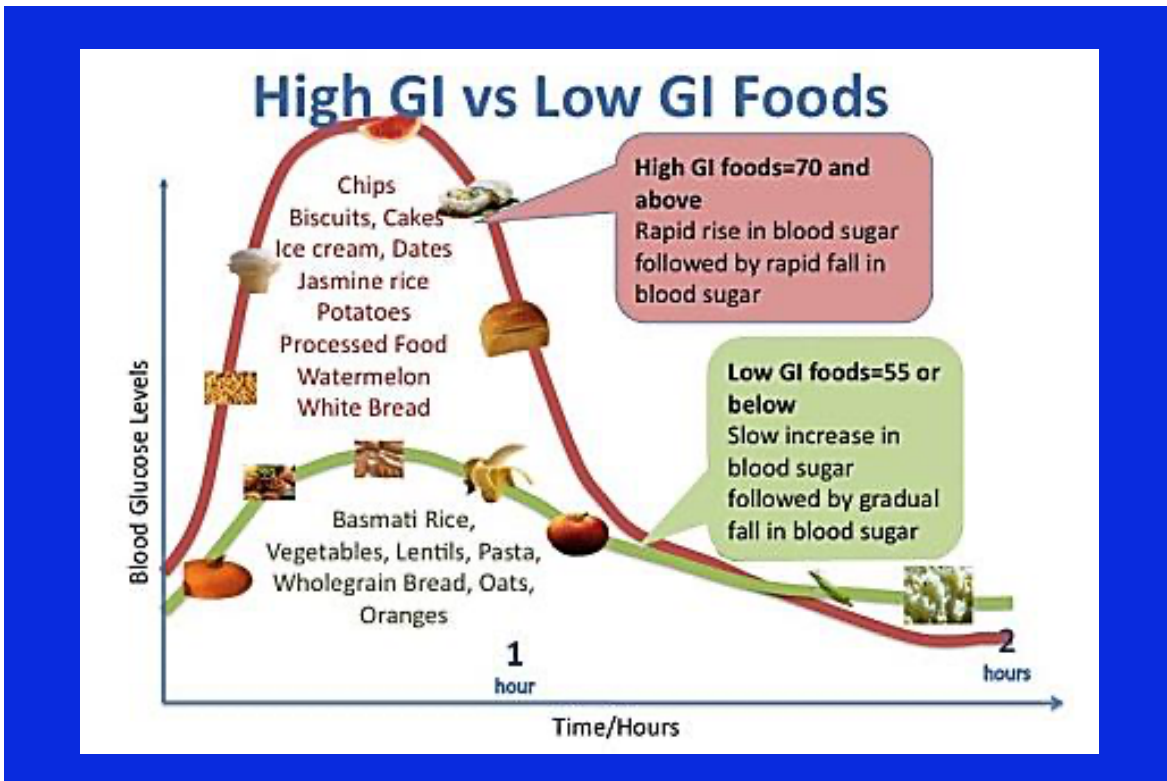 High GI vs Low GI Foods
Chips
Biscuits, Cakes
Ice cream, Dates
Jasmine rice
Potatoes
Processed Food
Watermelon
White Bread
High GI foods=70 and
above
Rapid rise in blood sugar
followed by rapid fall in
blood sugar
Low GI foods=55 or
below
Slow increase in
blood sugar
followed by gradual
fall in blood sugar
Blood Glucose Levels
Basmati Rice,
Vegetables, Lentils, Pasta,
Wholegrain Bread, Oats,
Oranges
1
hour
2
hours
Time/Hours